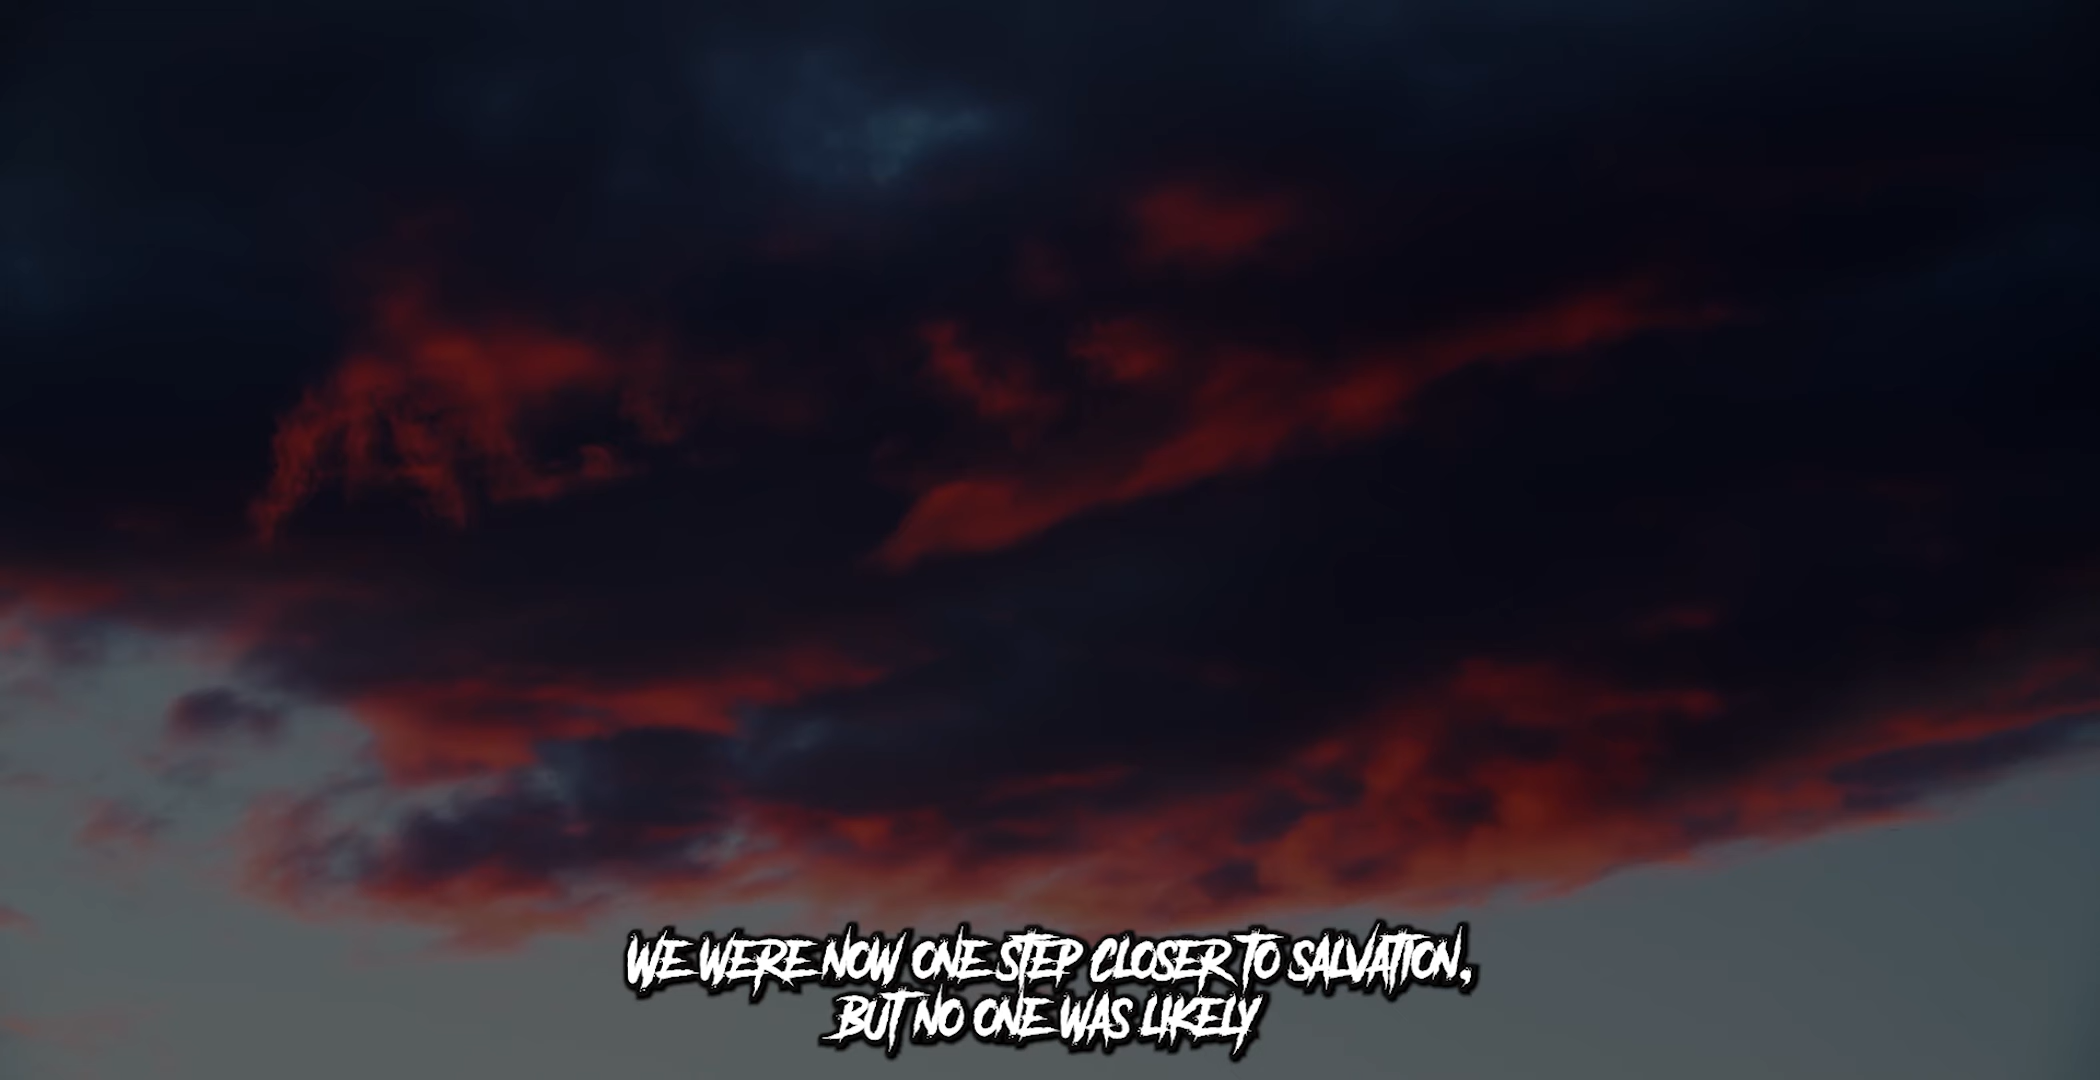 WE WERE NOW ONE STEP CLOSER TO SALVATION,
BUT NO ONE WAS LIKELY